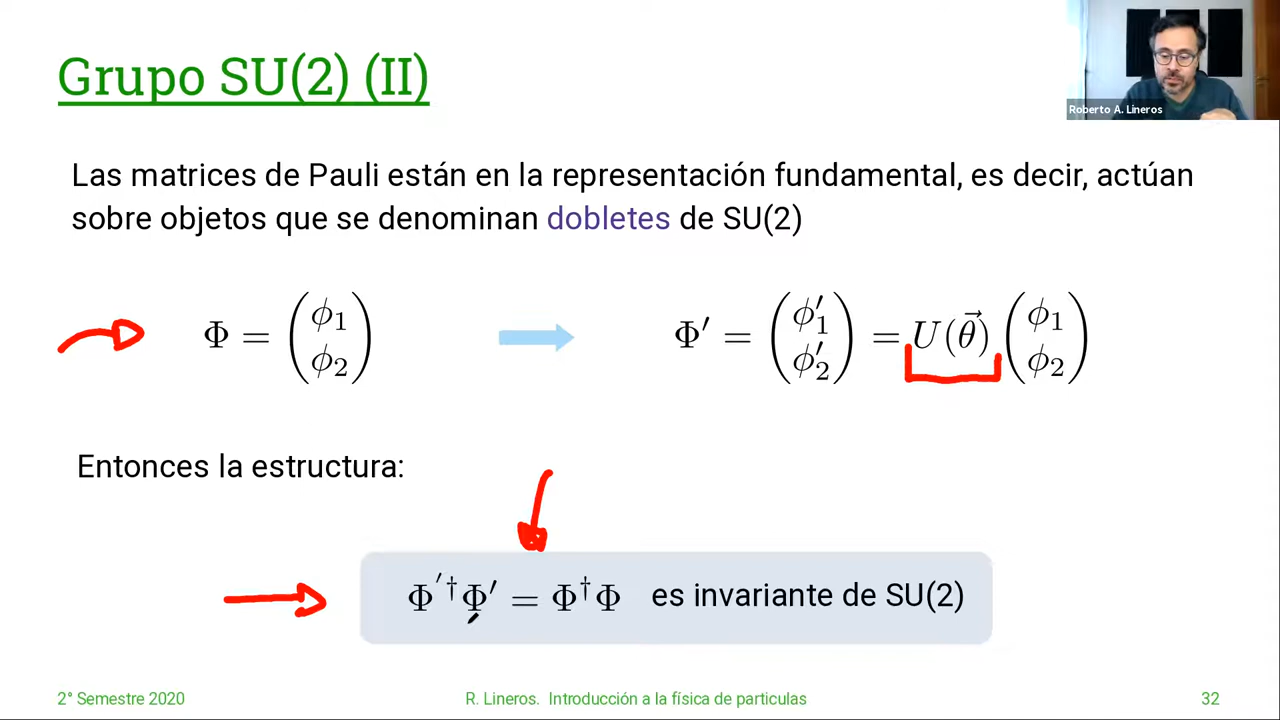 Grupo SU(2) (II)
Roberto A. Lineros
Las matrices de Pauli están en la representación fundamental, es decir, actúan
sobre objetos que se denominan dobletes de SU(2)
Φ = (ϕ₁ ϕ₂) Φ′ = (ϕ′₁ ϕ′₂) = U(θ⃗) (ϕ₁ ϕ₂)
Entonces la estructura:
Φ′†Φ′ = Φ†Φ es invariante de SU(2)
2° Semestre 2020 R. Lineros. Introducción a la física de particulas 32